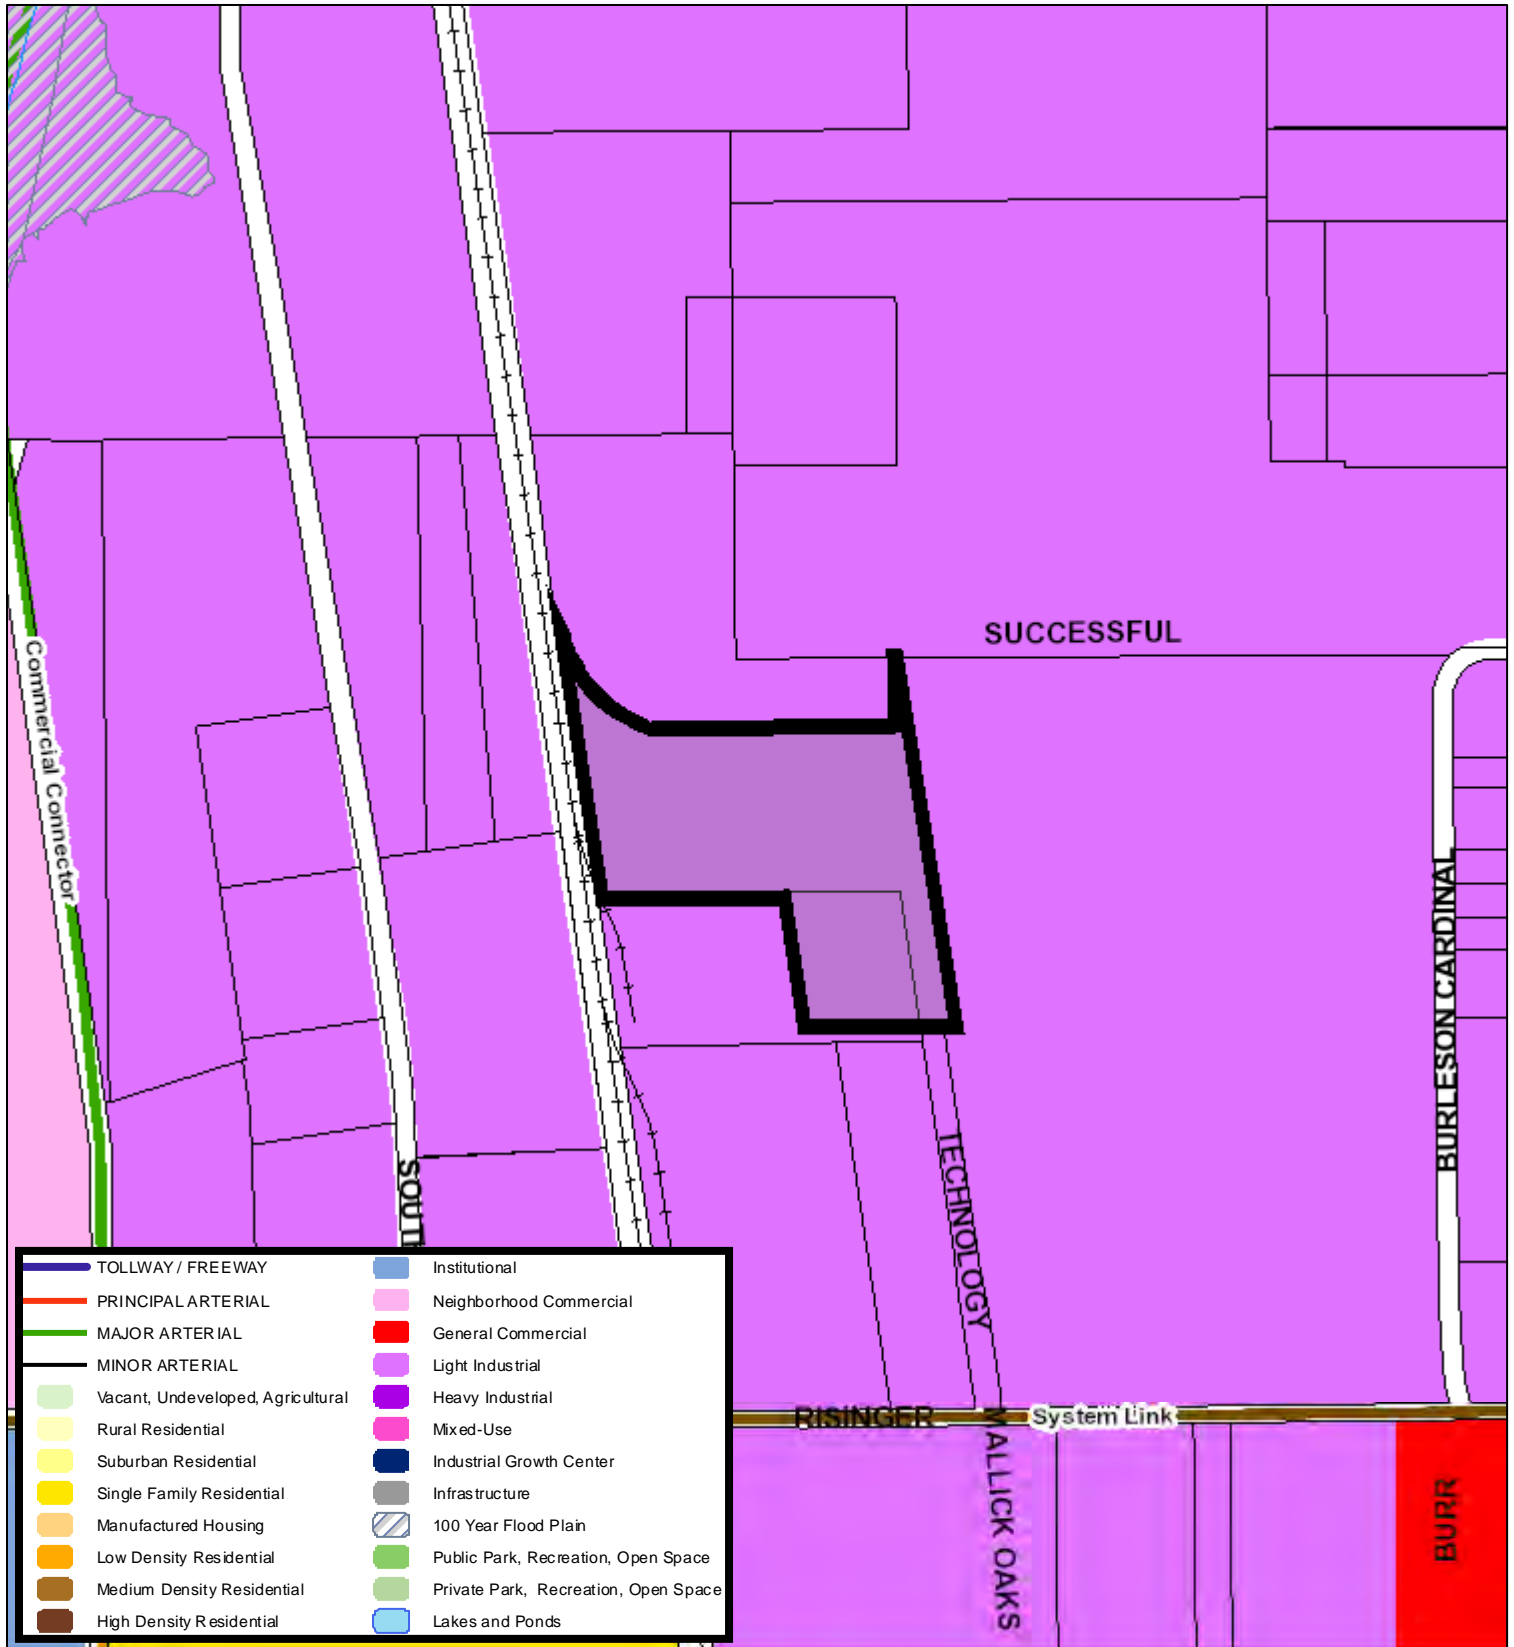 SUCCESSFUL
Commercial Connector
BURLESON CARDINAL
TECHNOLOGY
RISINGER
System Link
WALLICK OAKS
BURR
TOLLWAY / FREEWAY
PRINCIPAL ARTERIAL
MAJOR ARTERIAL
MINOR ARTERIAL
Vacant, Undeveloped, Agricultural
Rural Residential
Suburban Residential
Single Family Residential
Manufactured Housing
Low Density Residential
Medium Density Residential
High Density Residential
Institutional
Neighborhood Commercial
General Commercial
Light Industrial
Heavy Industrial
Mixed-Use
Industrial Growth Center
Infrastructure
100 Year Flood Plain
Public Park, Recreation, Open Space
Private Park, Recreation, Open Space
Lakes and Ponds